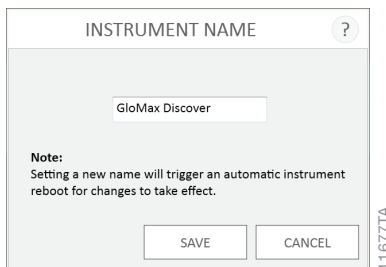 INSTRUMENT NAME
?
GloMax Discover
Note:
Setting a new name will trigger an automatic instrument
reboot for changes to take effect.
SAVE
CANCEL
11677TA